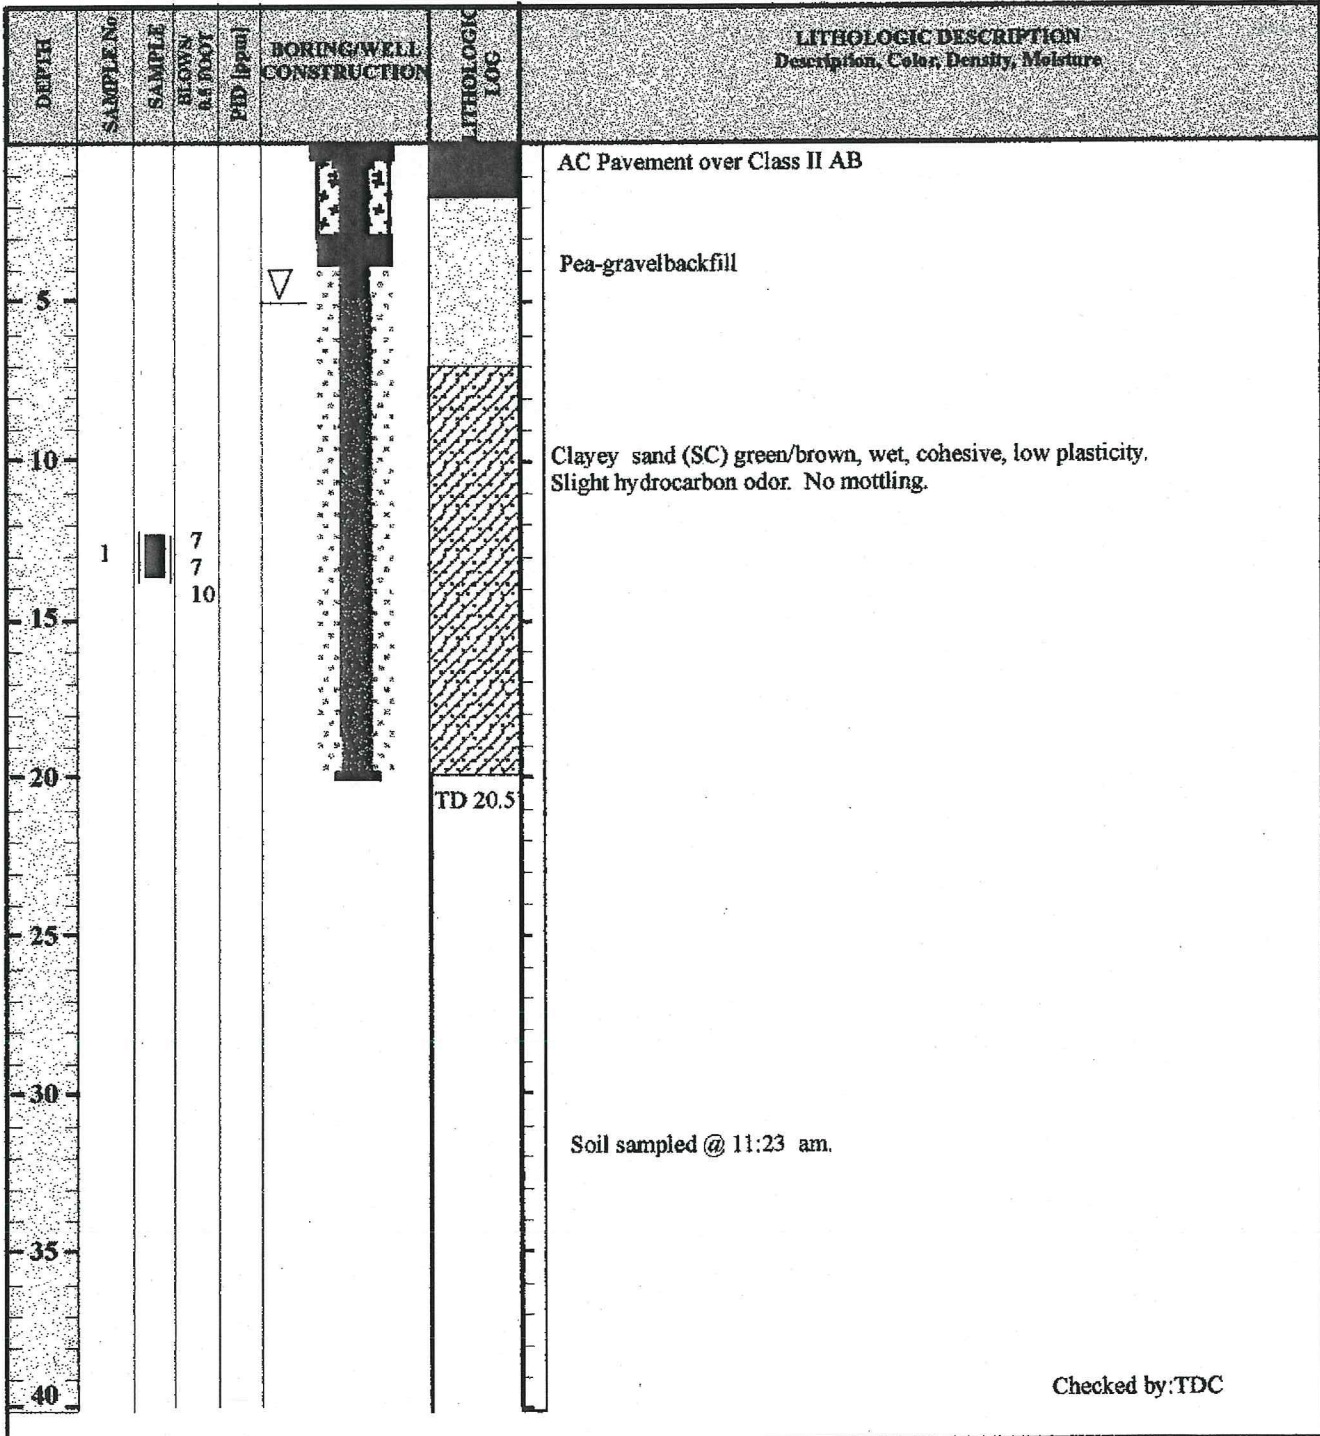 DEPTH
SAMPLE No.
SAMPLE
BLOWS/
0.5 FOOT
PID [ppm]
BORING/WELL
CONSTRUCTION
LITHOLOGIC
LOG
LITHOLOGIC DESCRIPTION
Description, Color, Density, Moisture
AC Pavement over Class II AB
Pea-gravelbackfill
5
10
Clayey sand (SC) green/brown, wet, cohesive, low plasticity.
Slight hydrocarbon odor. No mottling.
1
7
7
10
15
20
TD 20.5'
25
30
Soil sampled @ 11:23 am.
35
40
Checked by:TDC